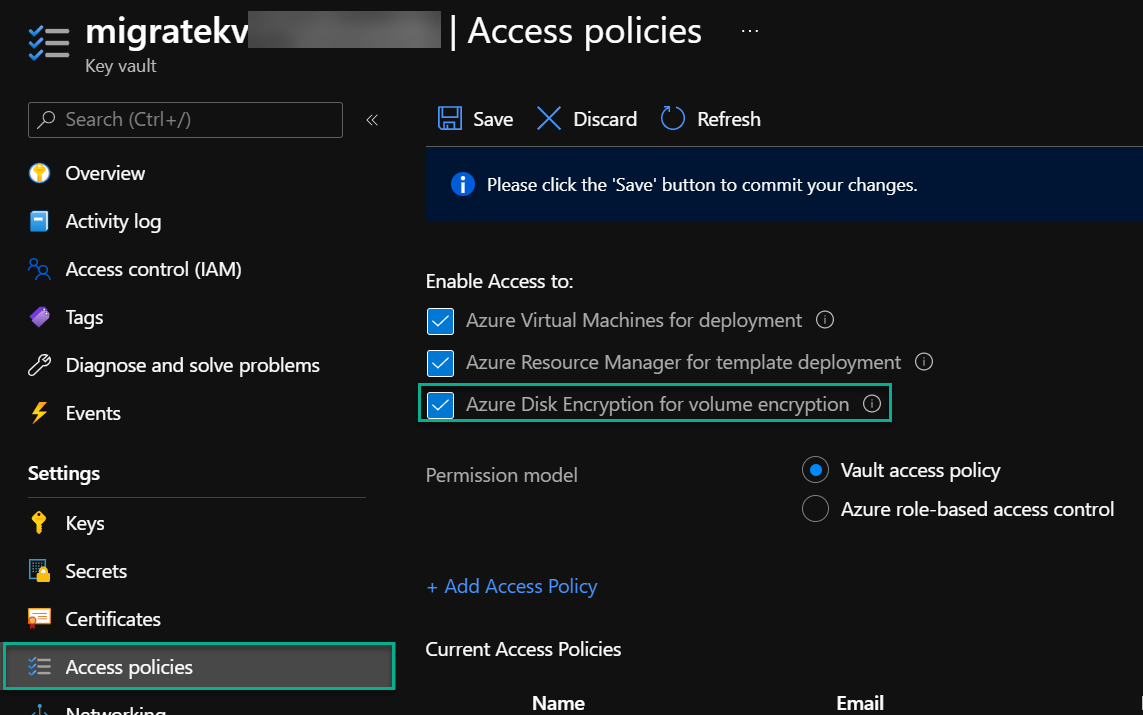 migratekv | Access policies ...
Key vault
Search (Ctrl+/)
«
Overview
Activity log
Access control (IAM)
Tags
Diagnose and solve problems
Events
Settings
Keys
Secrets
Certificates
Access policies
Networking
Save Discard Refresh
Please click the 'Save' button to commit your changes.
Enable Access to:
Azure Virtual Machines for deployment
Azure Resource Manager for template deployment
Azure Disk Encryption for volume encryption
Permission model
Vault access policy
Azure role-based access control
+ Add Access Policy
Current Access Policies
Name Email